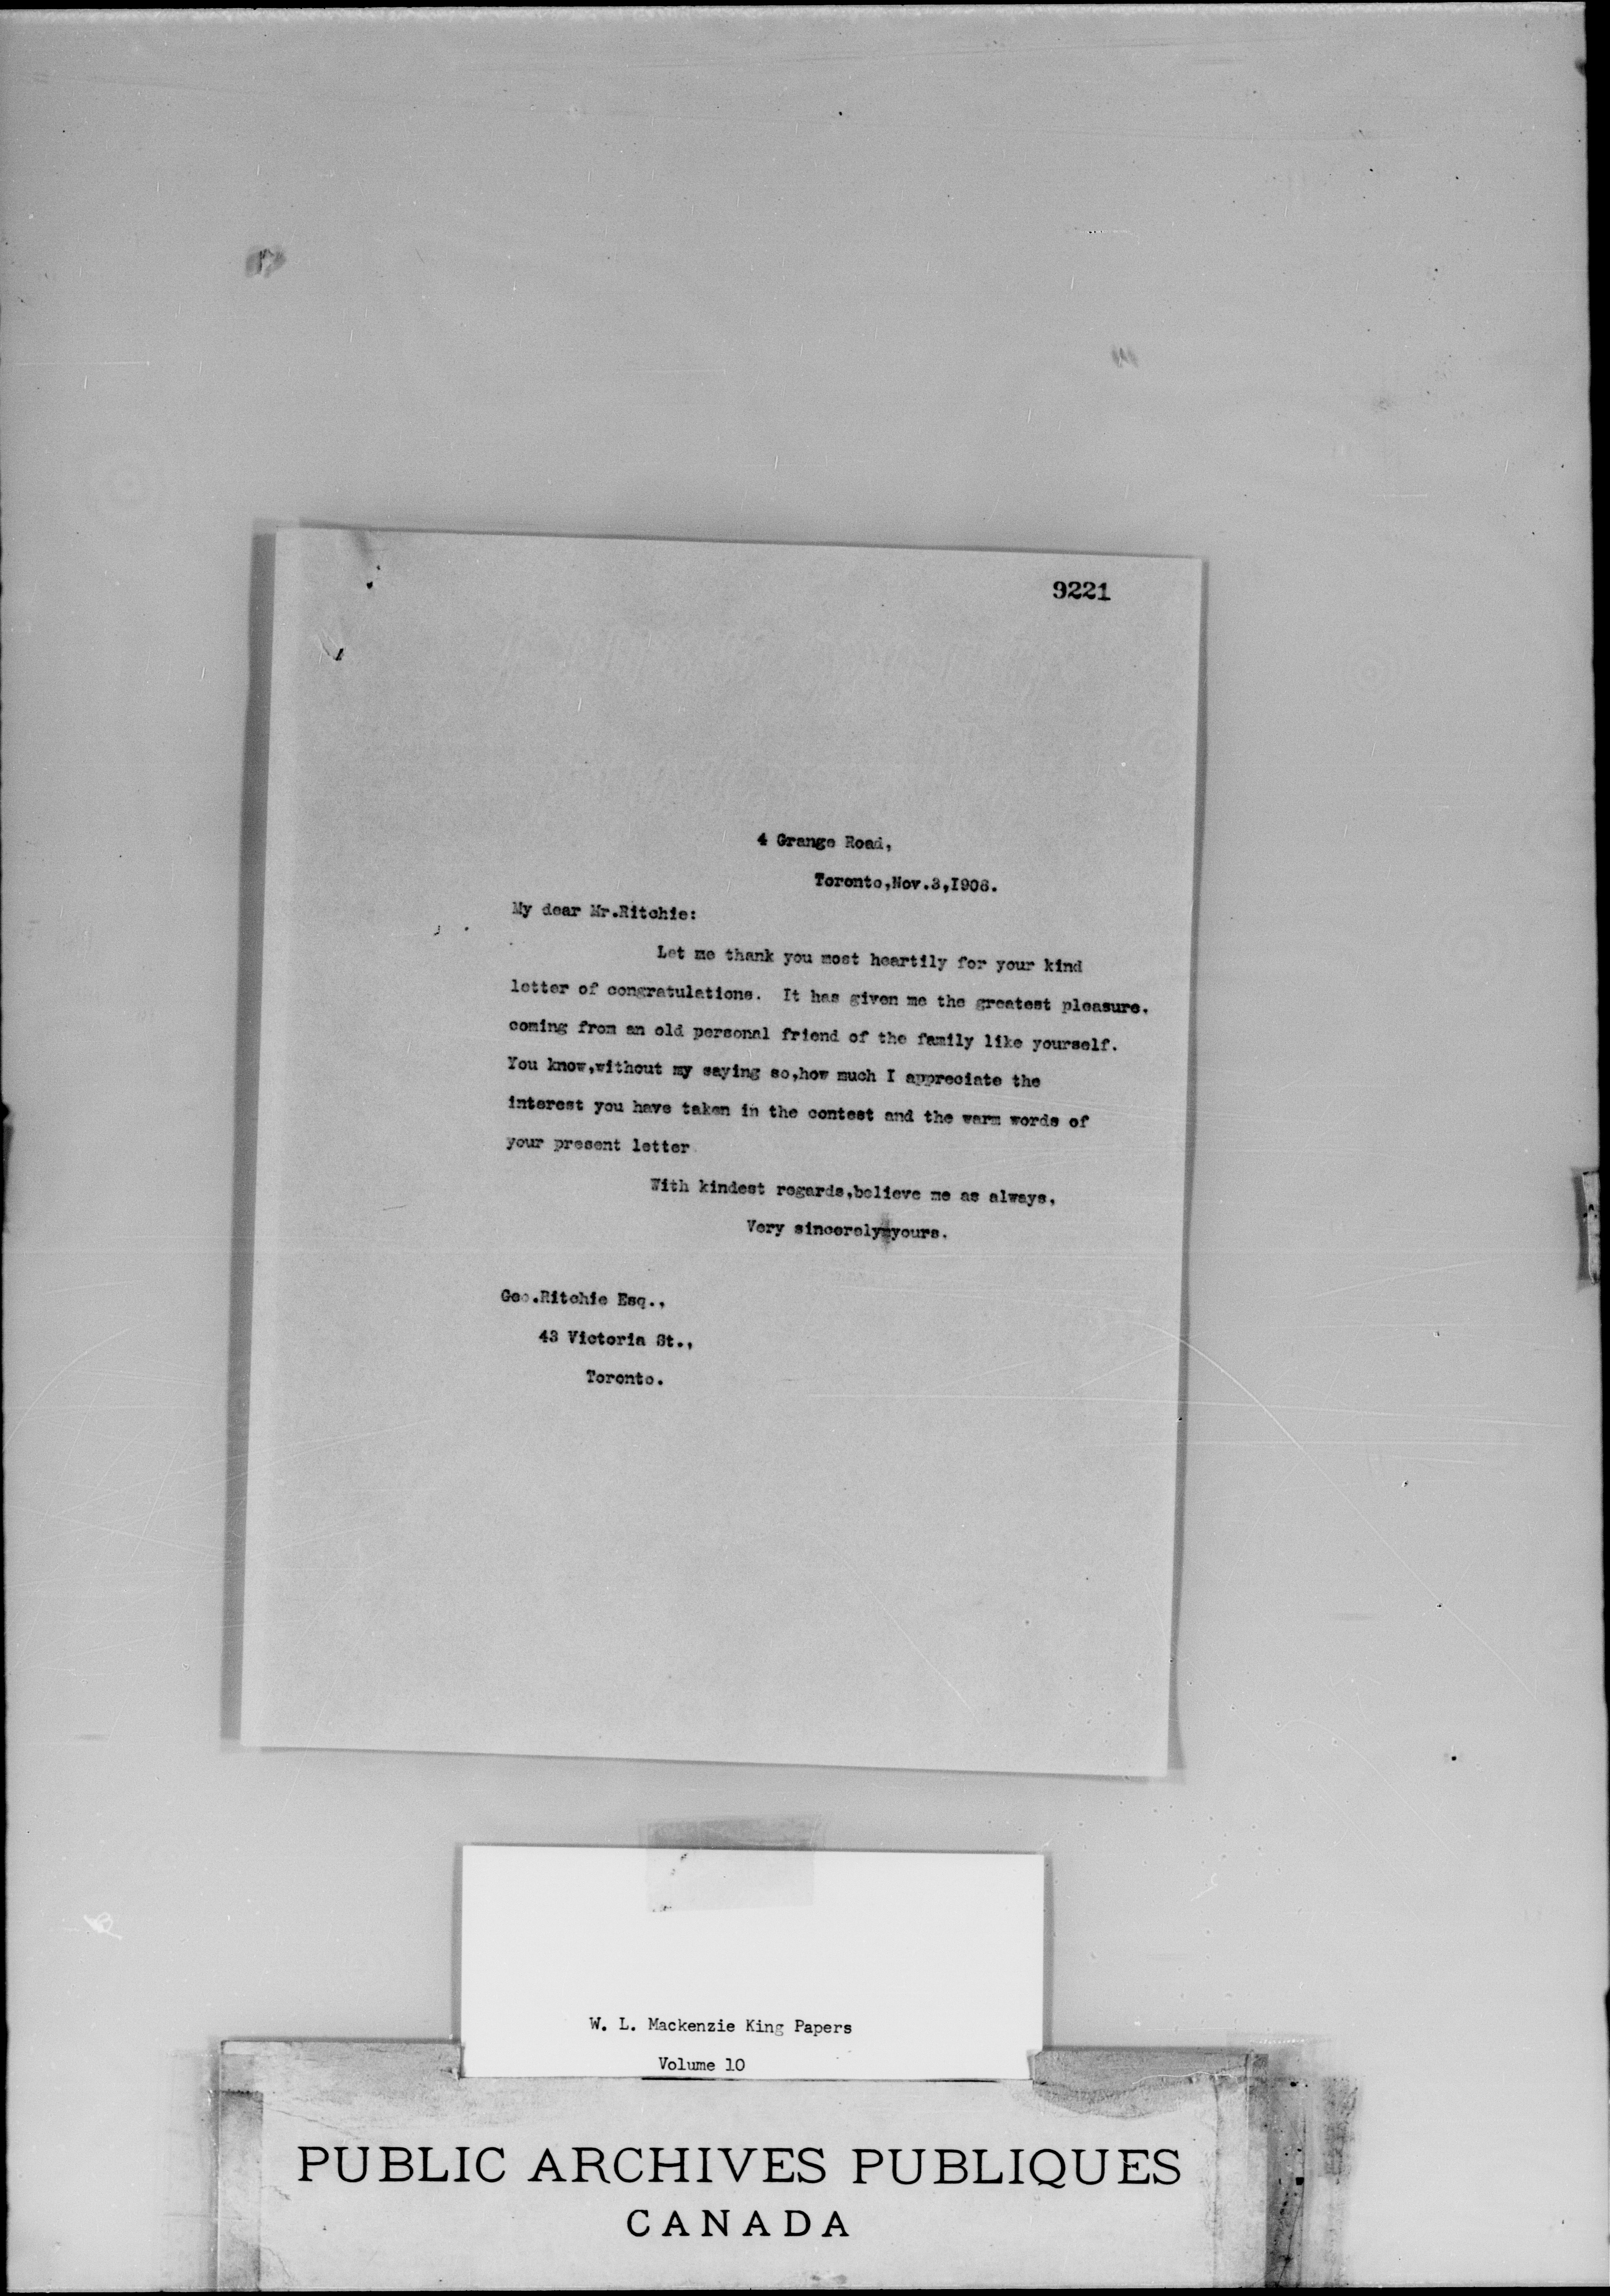 9221
4 Grange Road,
Toronto,Nov.3,I908.
My dear Mr.Ritchie:
Let me thank you most heartily for your kind
letter of congratulations. It has given me the greatest pleasure,
coming from an old personal friend of the family like yourself.
You know,without my saying so,how much I appreciate the
interest you have taken in the contest and the warm words of
your present letter.
With kindest regards,believe me as always,
Very sincerely yours,
Geo.Ritchie Esq.,
43 Victoria St.,
Toronto.
W. L. Mackenzie King Papers
Volume 10
PUBLIC ARCHIVES PUBLIQUES
CANADA